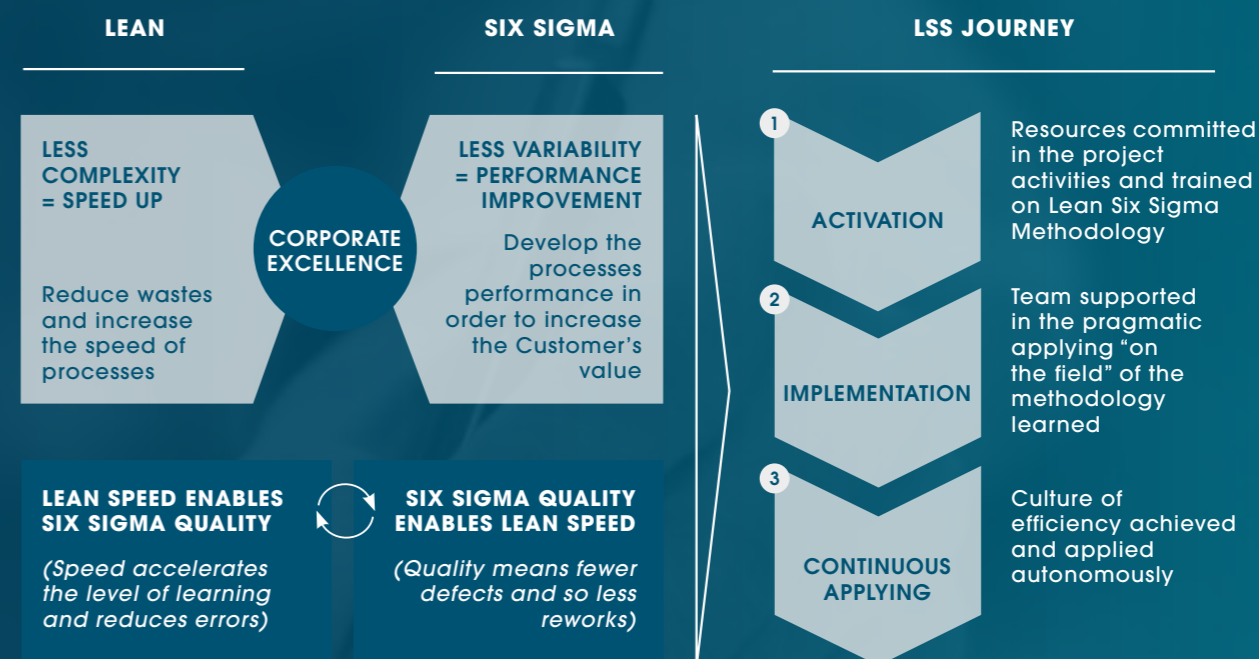 LEAN
LESS
COMPLEXITY
= SPEED UP
Reduce wastes
and increase
the speed of
processes
CORPORATE
EXCELLENCE
SIX SIGMA
LESS VARIABILITY
= PERFORMANCE
IMPROVEMENT
Develop the
processes
performance in
order to increase
the Customer's
value
LEAN SPEED ENABLES
SIX SIGMA QUALITY
(Speed accelerates
the level of learning
and reduces errors)
SIX SIGMA QUALITY
ENABLES LEAN SPEED
(Quality means fewer
defects and so less
reworks)
LSS JOURNEY
1
ACTIVATION
Resources committed
in the project
activities and trained
on Lean Six Sigma
Methodology
2
IMPLEMENTATION
Team supported
in the pragmatic
applying “on
the field” of the
methodology
learned
3
CONTINUOUS
APPLYING
Culture of
efficiency achieved
and applied
autonomously